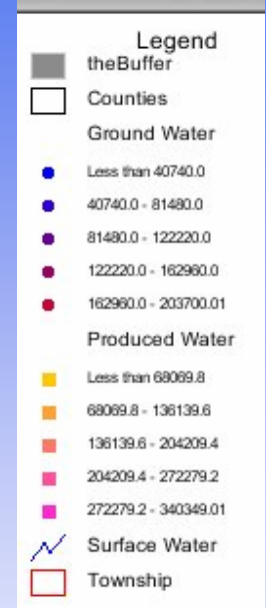 Legend
theBuffer
Counties
Ground Water
Less than 40740.0
40740.0 - 81480.0
81480.0 - 122220.0
122220.0 - 162960.0
162960.0 - 203700.01
Produced Water
Less than 68069.8
68069.8 - 136139.6
136139.6 - 204209.4
204209.4 - 272279.2
272279.2 - 340349.01
Surface Water
Township